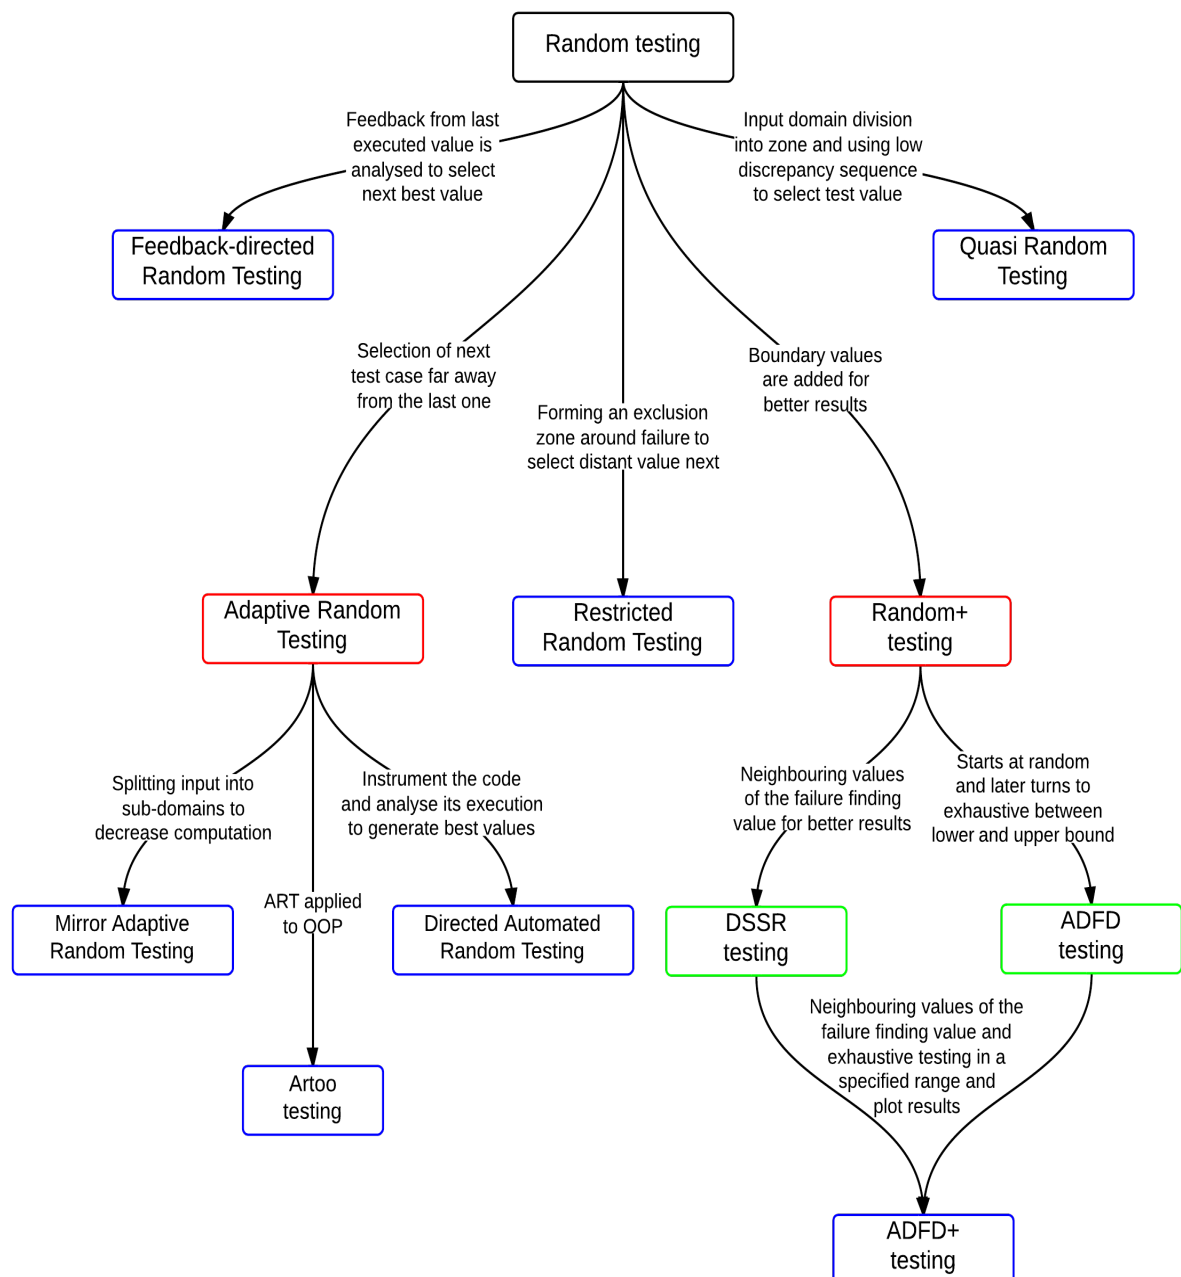 Random testing
Feedback from last
executed value is
analysed to select
next best value
Input domain division
into zone and using low
discrepancy sequence
to select test value
Feedback-directed
Random Testing
Quasi Random
Testing
Selection of next
test case far away
from the last one
Forming an exclusion
zone around failure to
select distant value next
Boundary values
are added for
better results
Adaptive Random
Testing
Restricted
Random Testing
Random+
testing
Splitting input into
sub-domains to
decrease computation
Instrument the code
and analyse its execution
to generate best values
Neighbouring values
of the failure finding
value for better results
Starts at random
and later turns to
exhaustive between
lower and upper bound
ART applied
to OOP
Mirror Adaptive
Random Testing
Directed Automated
Random Testing
DSSR
testing
ADFD
testing
Neighbouring values of the
failure finding value and
exhaustive testing in a
specified range and
plot results
Artoo
testing
ADFD+
testing